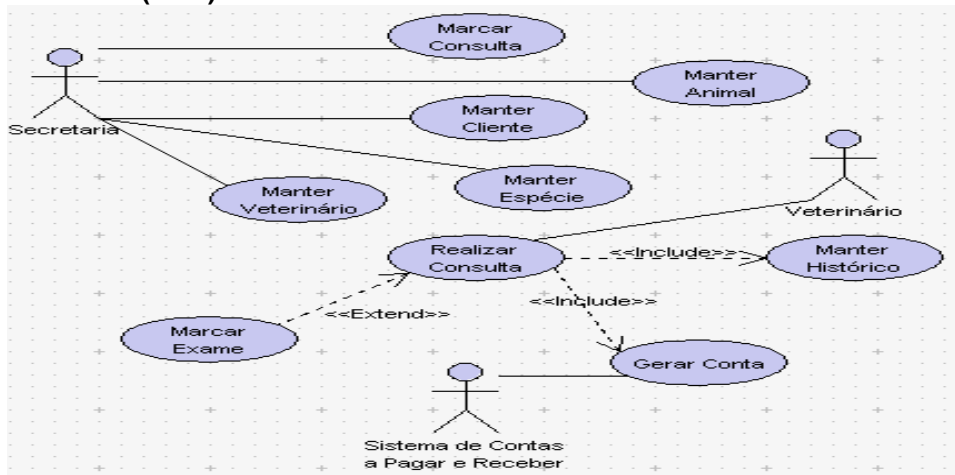 Marcar
Consulta
Manter
Animal
Secretaria
Manter
Cliente
Manter
Veterinário
Manter
Espécie
Veterinário
Realizar
Consulta
<<Include>>
Manter
Histórico
<<Include>>
<<Extend>>
Marcar
Exame
Gerar Conta
Sistema de Contas
a Pagar e Receber